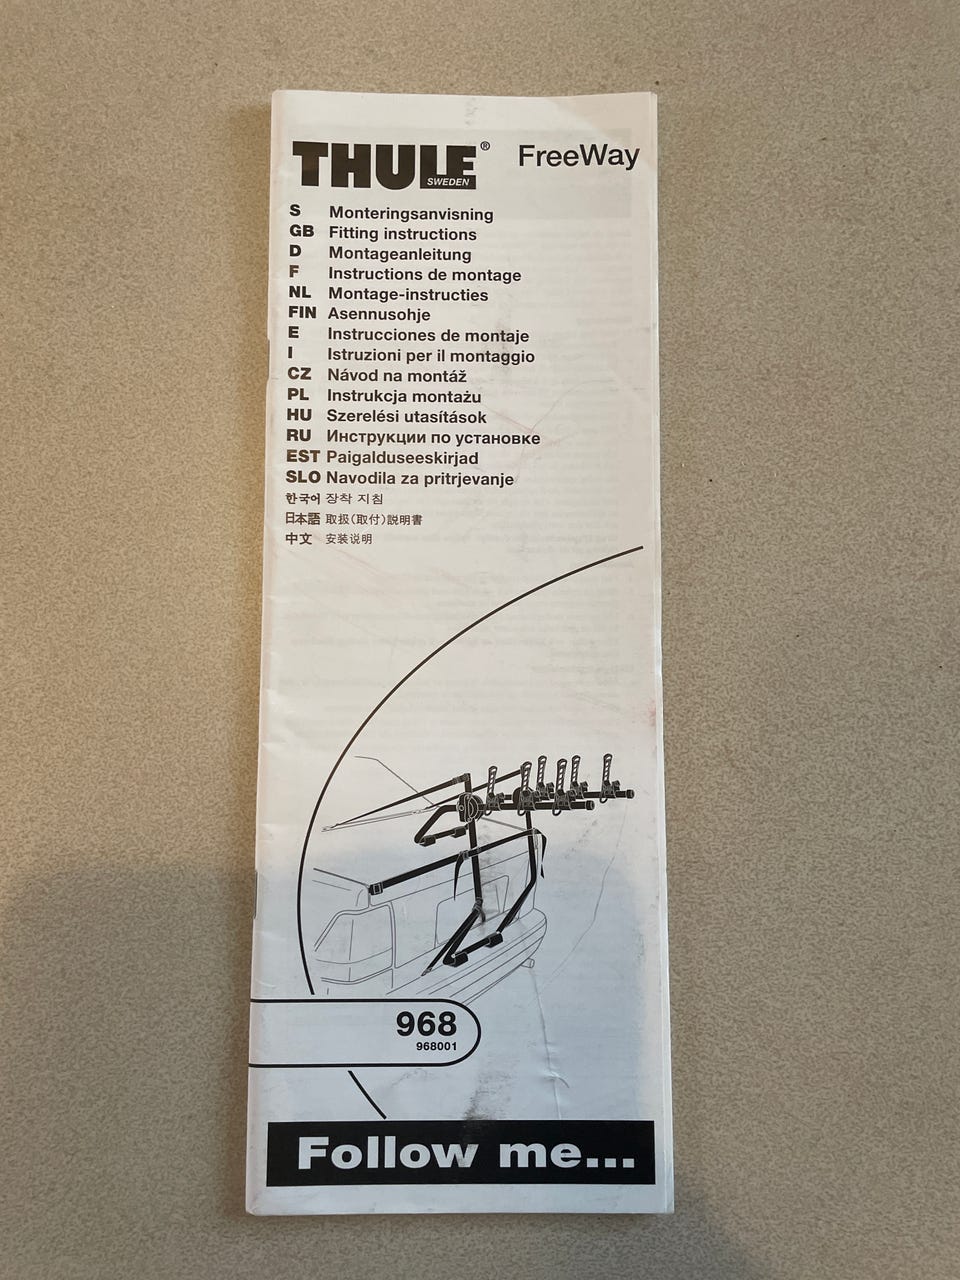 THULE® FreeWay
SWEDEN
S Monteringsanvisning
GB Fitting instructions
D Montageanleitung
F Instructions de montage
NL Montage-instructies
FIN Asennusohje
E Instrucciones de montaje
I Istruzioni per il montaggio
CZ Návod na montáž
PL Instrukcja montażu
HU Szerelési utasítások
RU Инструкции по установке
EST Paigalduseeskirjad
SLO Navodila za pritrjevanje
한국어 장착 지침
日本語 取扱(取付)説明書
中文 安装说明
968
968001
Follow me...